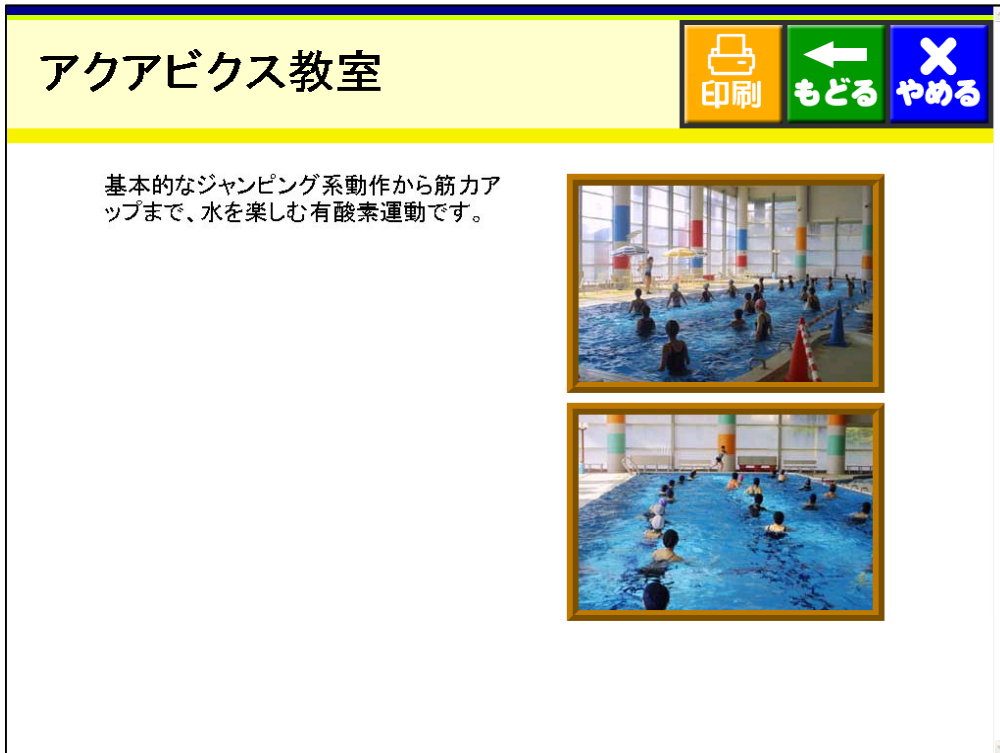 アクアビクス教室
印刷
もどる
やめる
基本的なジャンピング系動作から筋力ア
ップまで、水を楽しむ有酸素運動です。